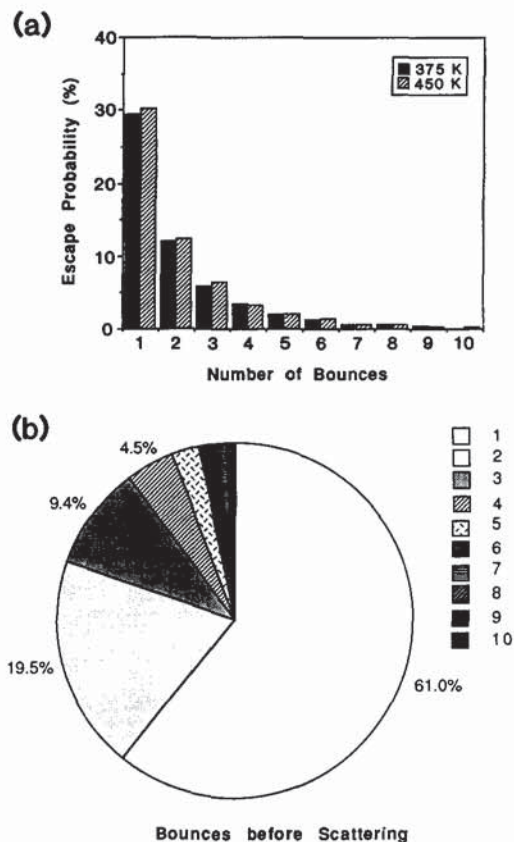 (a)
40
30
20
10
0
Escape Probability (%)
375 K
450 K
1 2 3 4 5 6 7 8 9 10
Number of Bounces
(b)
4.5%
9.4%
19.5%
61.0%
1
2
3
4
5
6
7
8
9
10
Bounces before Scattering